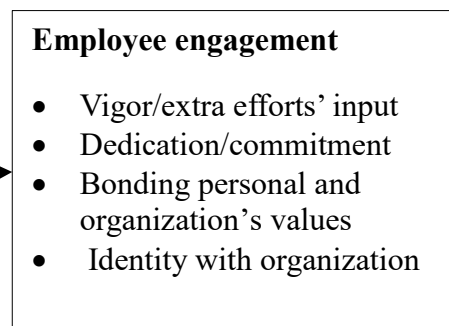 Employee engagement
• Vigor/extra efforts’ input
• Dedication/commitment
• Bonding personal and
organization’s values
• Identity with organization